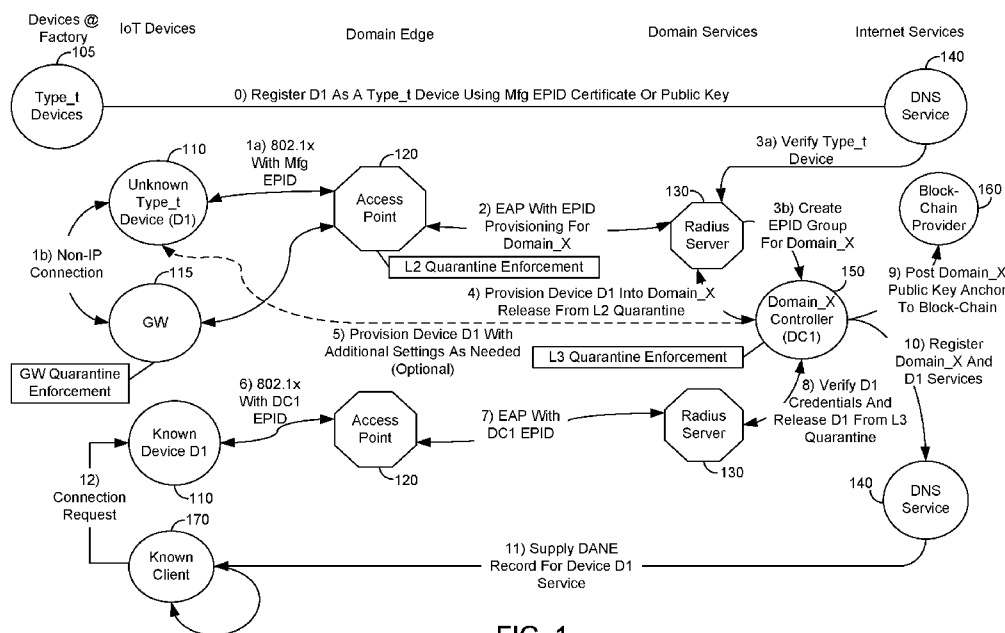 Devices @
Factory
IoT Devices
Domain Edge
Domain Services
Internet Services
105
Type_t
Devices
0) Register D1 As A Type_t Device Using Mfg EPID Certificate Or Public Key
140
DNS
Service
110
Unknown
Type_t
Device (D1)
1a) 802.1x
With Mfg
EPID
120
Access
Point
L2 Quarantine Enforcement
2) EAP With EPID
Provisioning For
Domain_X
130
Radius
Server
3a) Verify Type_t
Device
3b) Create
EPID Group
For Domain_X
Block-
Chain
Provider
160
1b) Non-IP
Connection
115
GW
GW Quarantine
Enforcement
4) Provision Device D1 Into Domain_X
Release From L2 Quarantine
150
Domain_X
Controller
(DC1)
L3 Quarantine Enforcement
9) Post Domain_X
Public Key Anchor
To Block-Chain
5) Provision Device D1 With
Additional Settings As Needed
(Optional)
10) Register
Domain_X And
D1 Services
6) 802.1x
With DC1
EPID
Known
Device D1
110
Access
Point
120
7) EAP With
DC1 EPID
Radius
Server
130
8) Verify D1
Credentials And
Release D1 From L3
Quarantine
12)
Connection
Request
140
DNS
Service
170
Known
Client
11) Supply DANE
Record For Device D1
Service
FIG. 1